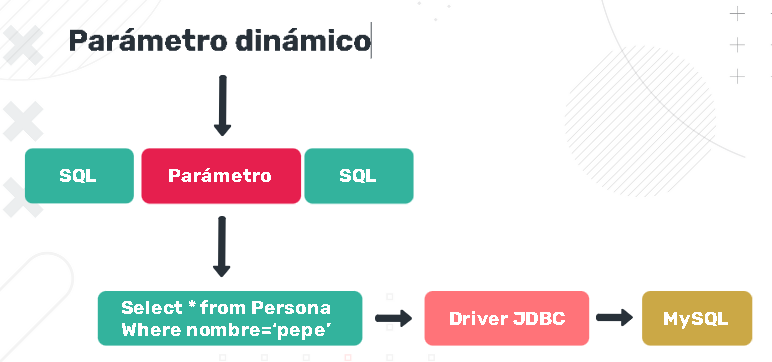 Parámetro dinámico
SQL
Parámetro
SQL
Select * from Persona
Where nombre=‘pepe’
Driver JDBC
MySQL